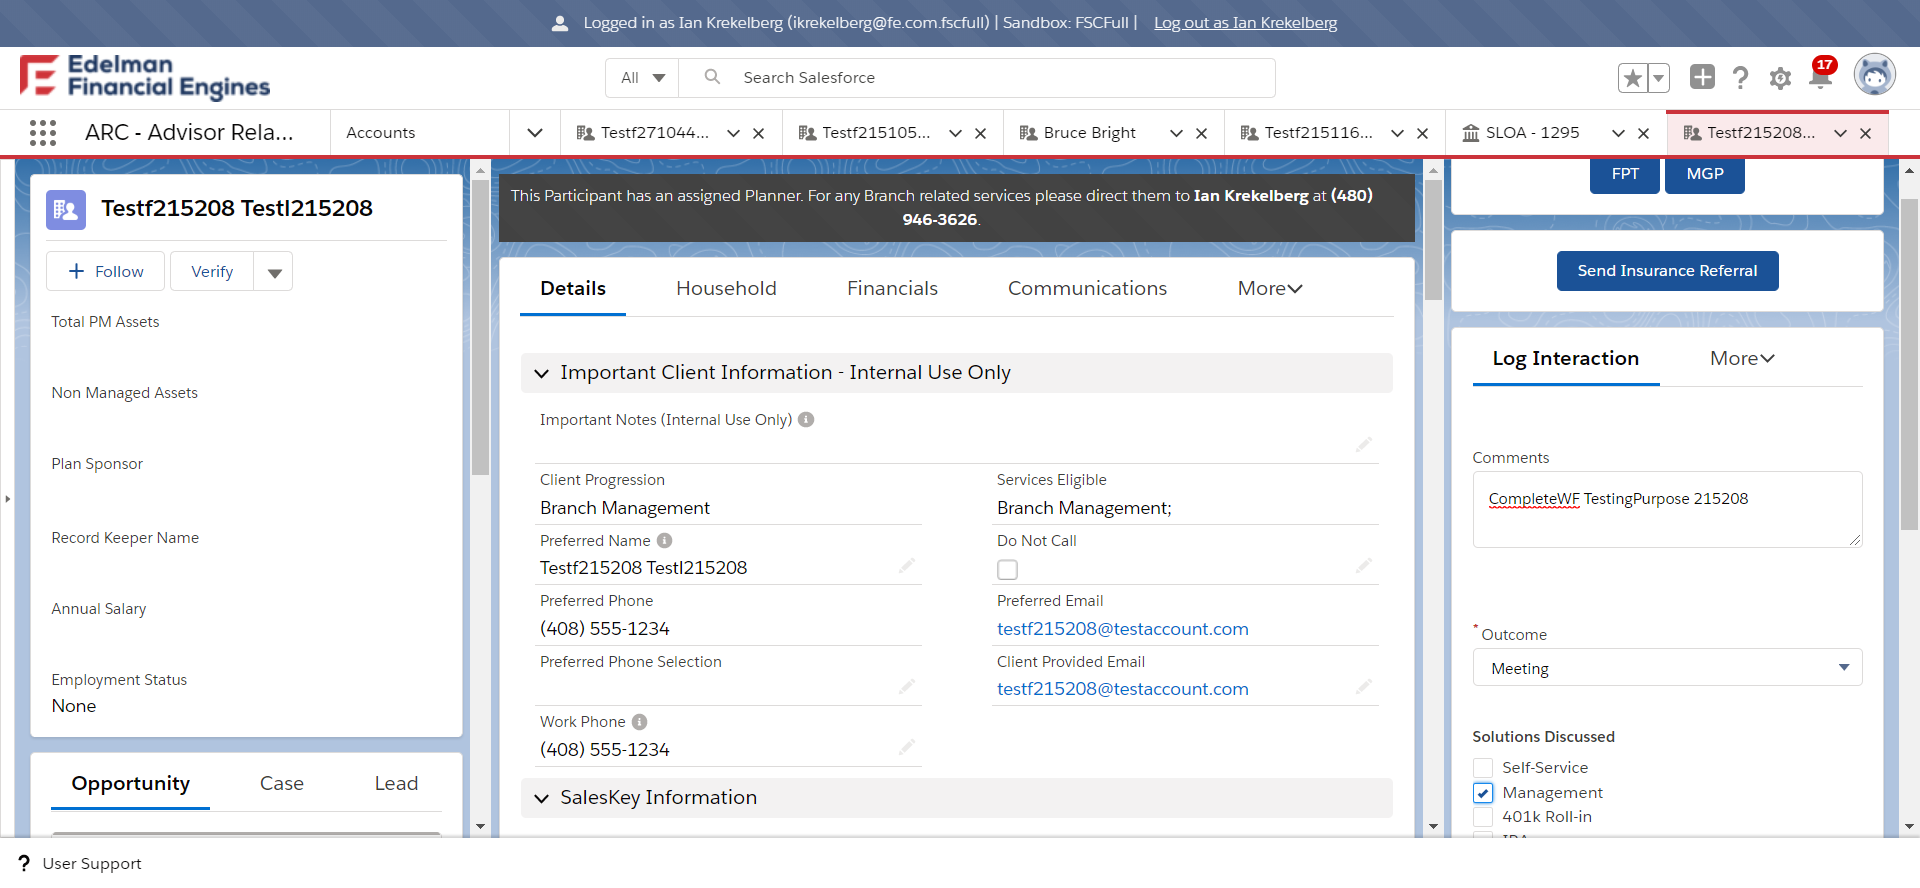 Logged in as Ian Krekelberg (ikrekelberg@fe.com.fscfull) | Sandbox: FSCFull | Log out as Ian Krekelberg
Edelman
Financial Engines
All
Search Salesforce
17
ARC - Advisor Rela...
Accounts
Testf271044...
Testf215105...
Bruce Bright
Testf215116...
SLOA - 1295
Testf215208...
Testf215208 Testl215208
Follow
Verify
Total PM Assets
Non Managed Assets
Plan Sponsor
Record Keeper Name
Annual Salary
Employment Status
None
Opportunity
Case
Lead
This Participant has an assigned Planner. For any Branch related services please direct them to Ian Krekelberg at (480)
946-3626.
Details
Household
Financials
Communications
More
Important Client Information - Internal Use Only
Important Notes (Internal Use Only)
Client Progression
Branch Management
Services Eligible
Branch Management;
Preferred Name
Testf215208 Testl215208
Do Not Call
Preferred Phone
(408) 555-1234
Preferred Email
testf215208@testaccount.com
Preferred Phone Selection
Client Provided Email
testf215208@testaccount.com
Work Phone
(408) 555-1234
SalesKey Information
FPT
MGP
Send Insurance Referral
Log Interaction
More
Comments
CompleteWF TestingPurpose 215208
* Outcome
Meeting
Solutions Discussed
Self-Service
Management
401k Roll-in
? User Support